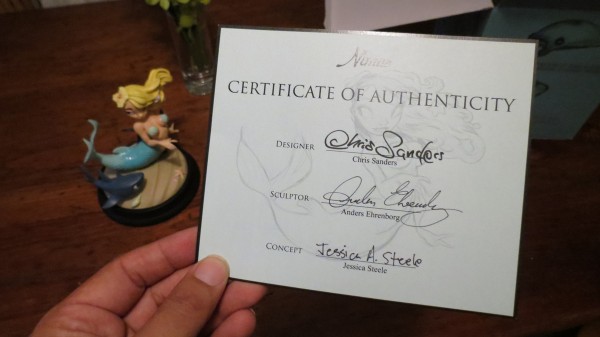 CERTIFICATE OF AUTHENTICITY
DESIGNER Chris Sanders
Chris Sanders
SCULPTOR Anders Ehrenborg
Anders Ehrenborg
CONCEPT Jessica A. Steele
Jessica Steele